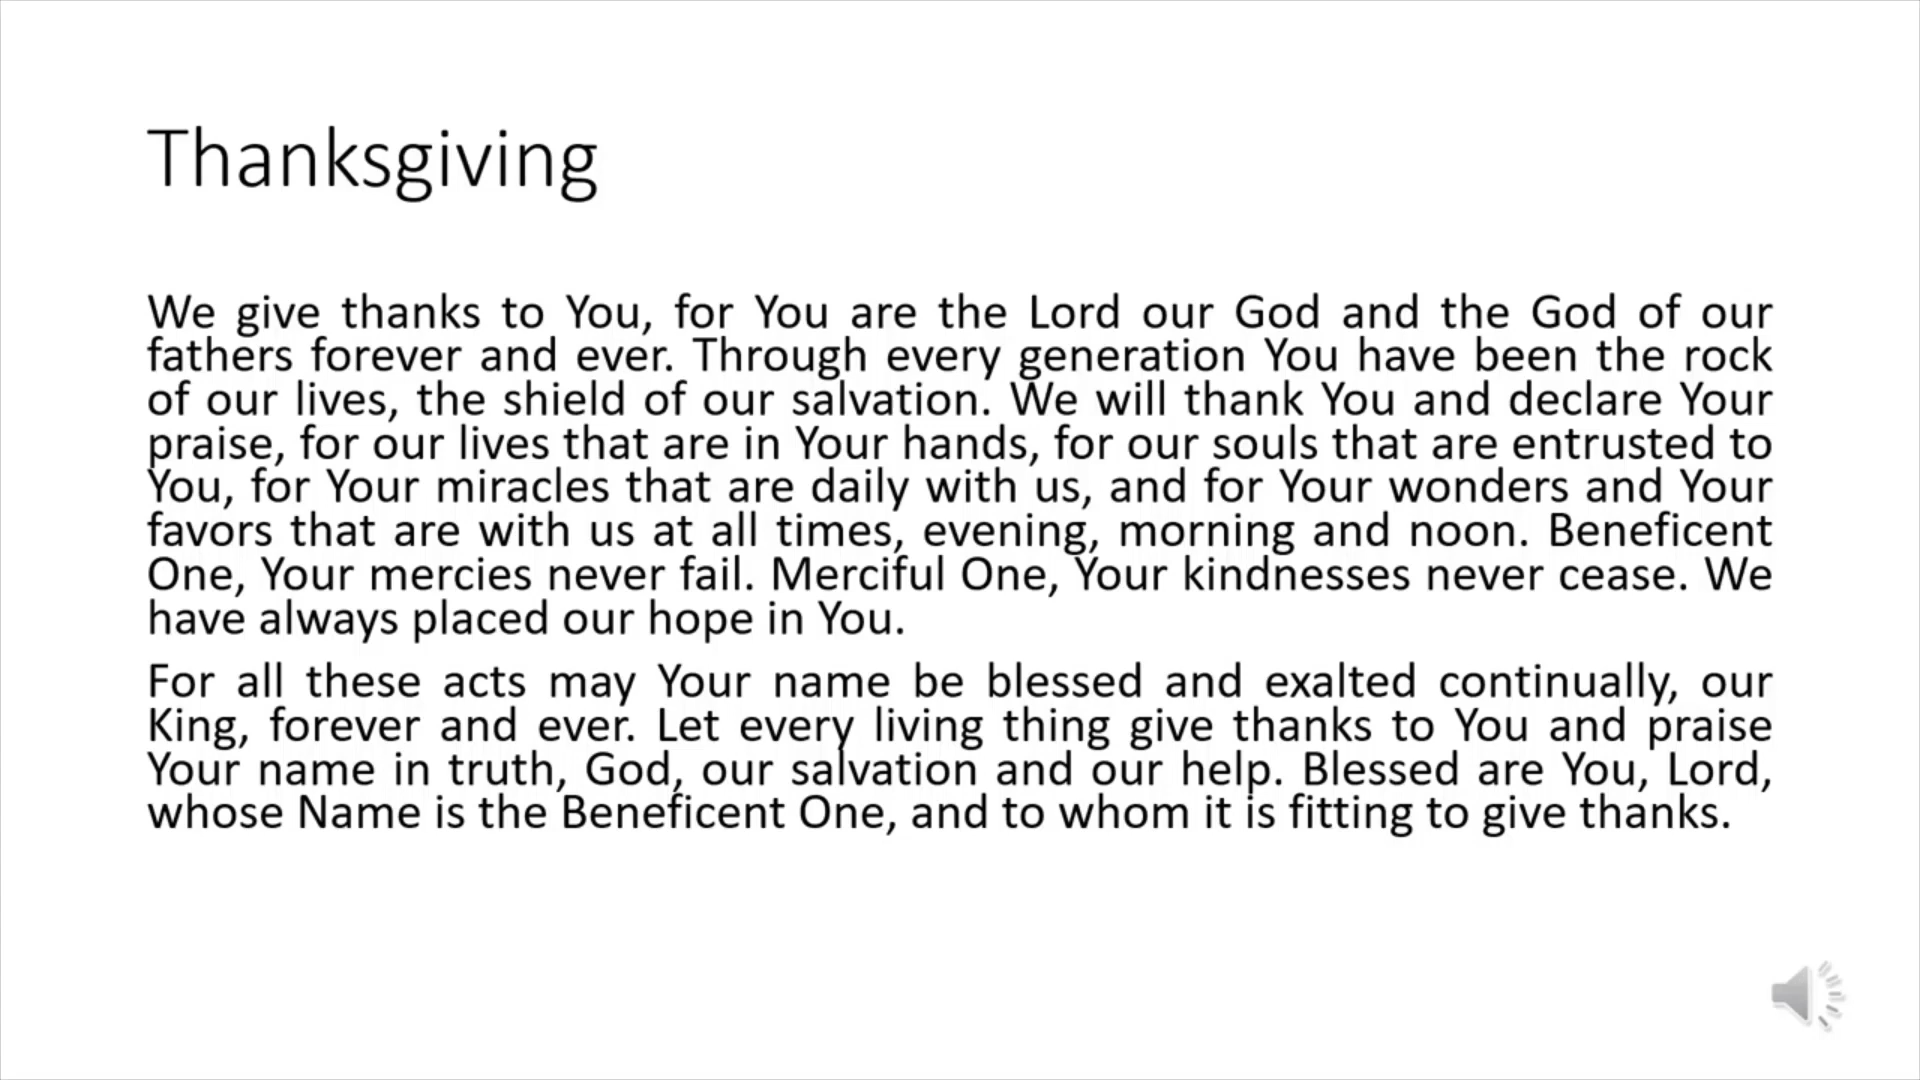 Thanksgiving
We give thanks to You, for You are the Lord our God and the God of our
fathers forever and ever. Through every generation You have been the rock
of our lives, the shield of our salvation. We will thank You and declare Your
praise, for our lives that are in Your hands, for our souls that are entrusted to
You, for Your miracles that are daily with us, and for Your wonders and Your
favors that are with us at all times, evening, morning and noon. Beneficent
One, Your mercies never fail. Merciful One, Your kindnesses never cease. We
have always placed our hope in You.
For all these acts may Your name be blessed and exalted continually, our
King, forever and ever. Let every living thing give thanks to You and praise
Your name in truth, God, our salvation and our help. Blessed are You, Lord,
whose Name is the Beneficent One, and to whom it is fitting to give thanks.